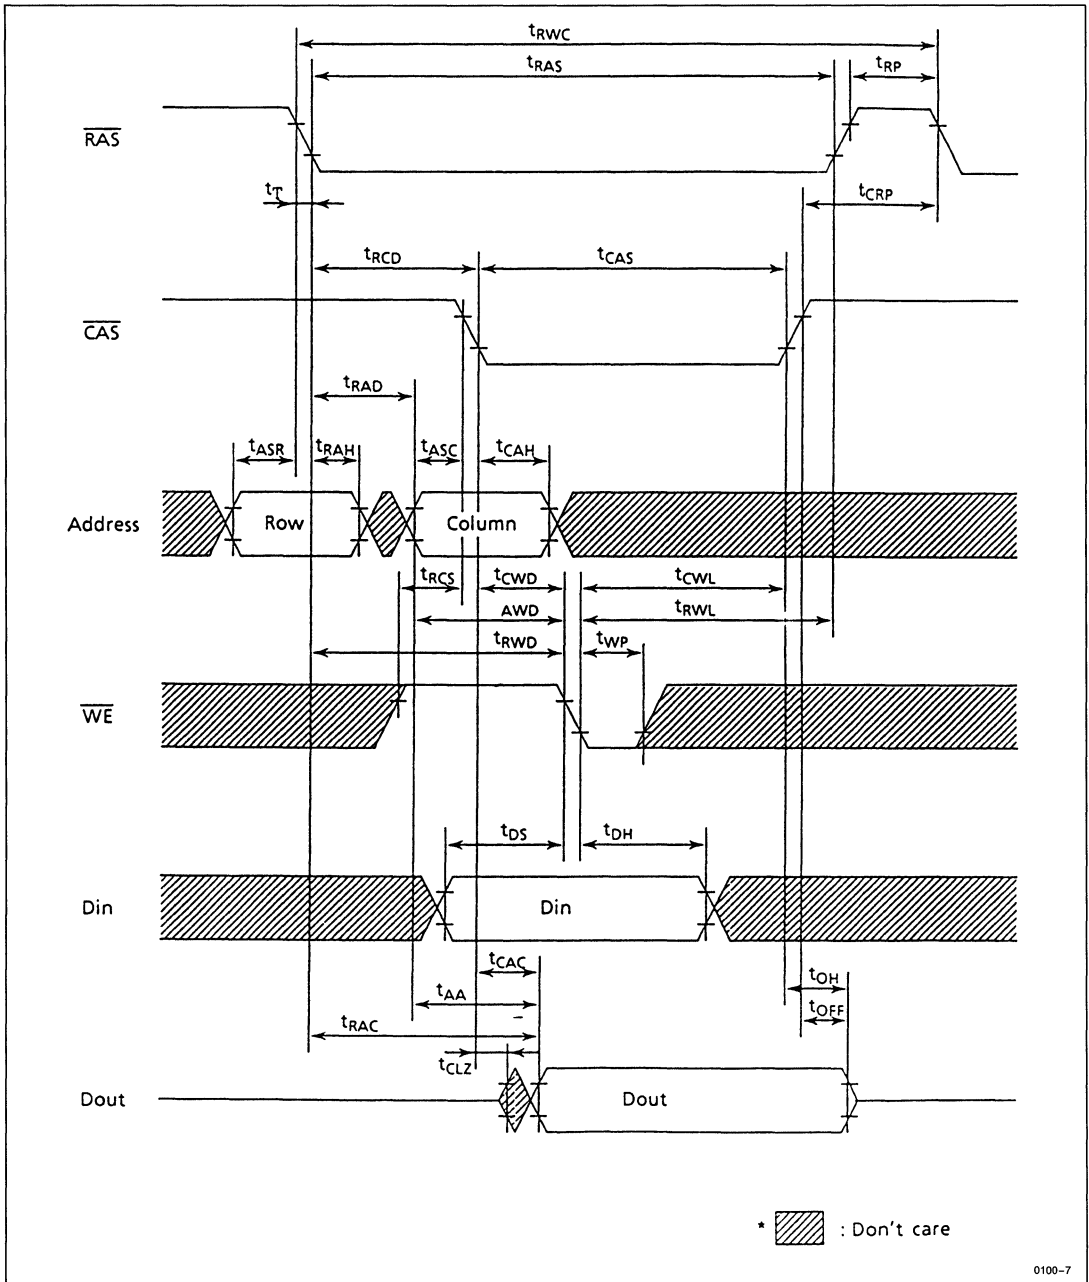 tRWC
tRAS
tRP
RAS
tT
tCRP
tRCD
tCAS
CAS
tRAD
tASR
tRAH
tASC
tCAH
Address
Row
Column
tRCS
tCWD
tCWL
AWD
tRWL
tRWD
tWP
WE
tDS
tDH
Din
Din
tCAC
tOH
tAA
tOFF
tRAC
tCLZ
Dout
Dout
* : Don't care
0100-7